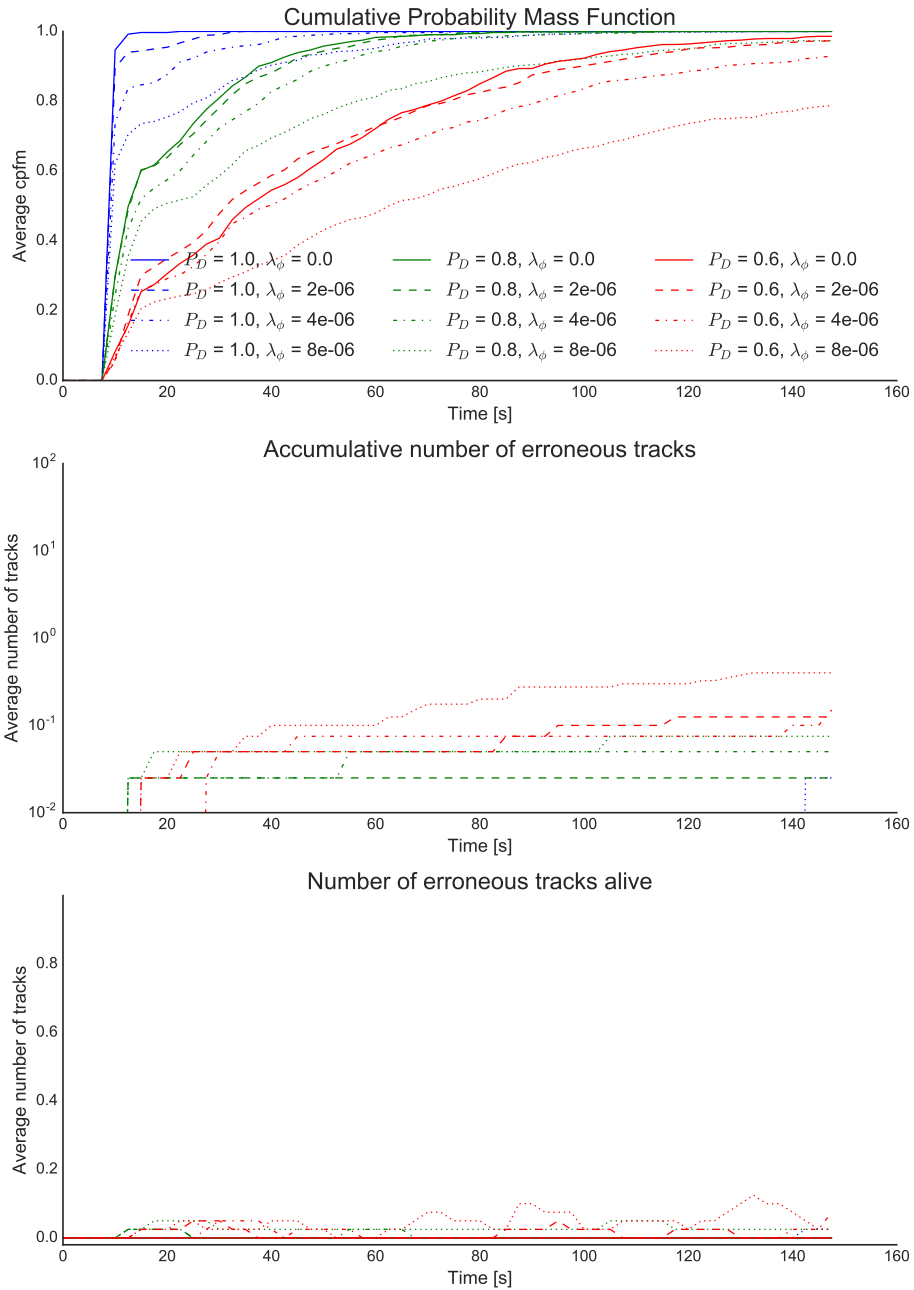 Cumulative Probability Mass Function
1.0
0.8
0.6
0.4
0.2
0.0
Average cpfm
P_D = 1.0, λ_ϕ = 0.0
P_D = 1.0, λ_ϕ = 2e-06
P_D = 1.0, λ_ϕ = 4e-06
P_D = 1.0, λ_ϕ = 8e-06
P_D = 0.8, λ_ϕ = 0.0
P_D = 0.8, λ_ϕ = 2e-06
P_D = 0.8, λ_ϕ = 4e-06
P_D = 0.8, λ_ϕ = 8e-06
P_D = 0.6, λ_ϕ = 0.0
P_D = 0.6, λ_ϕ = 2e-06
P_D = 0.6, λ_ϕ = 4e-06
P_D = 0.6, λ_ϕ = 8e-06
0 20 40 60 80 100 120 140 160
Time [s]
Accumulative number of erroneous tracks
10^2
10^1
10^0
10^-1
10^-2
Average number of tracks
0 20 40 60 80 100 120 140 160
Time [s]
Number of erroneous tracks alive
0.8
0.6
0.4
0.2
0.0
Average number of tracks
0 20 40 60 80 100 120 140 160
Time [s]